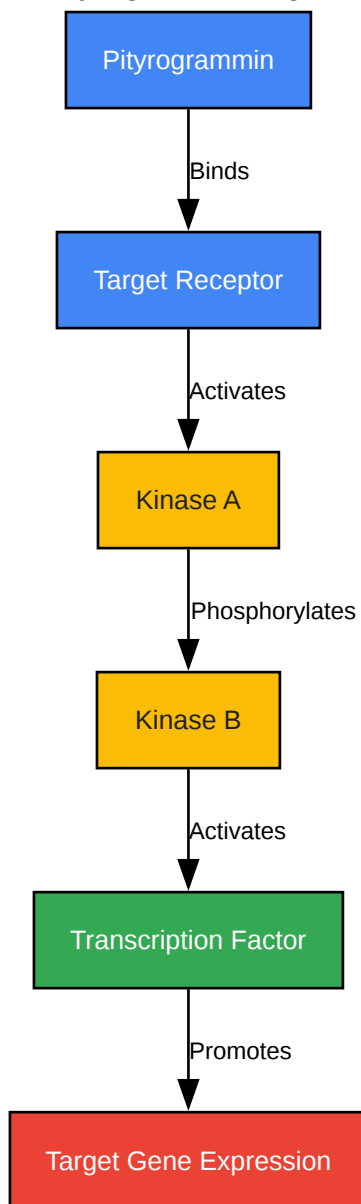 Pityrogrammin
Binds
Target Receptor
Activates
Kinase A
Phosphorylates
Kinase B
Activates
Transcription Factor
Promotes
Target Gene Expression